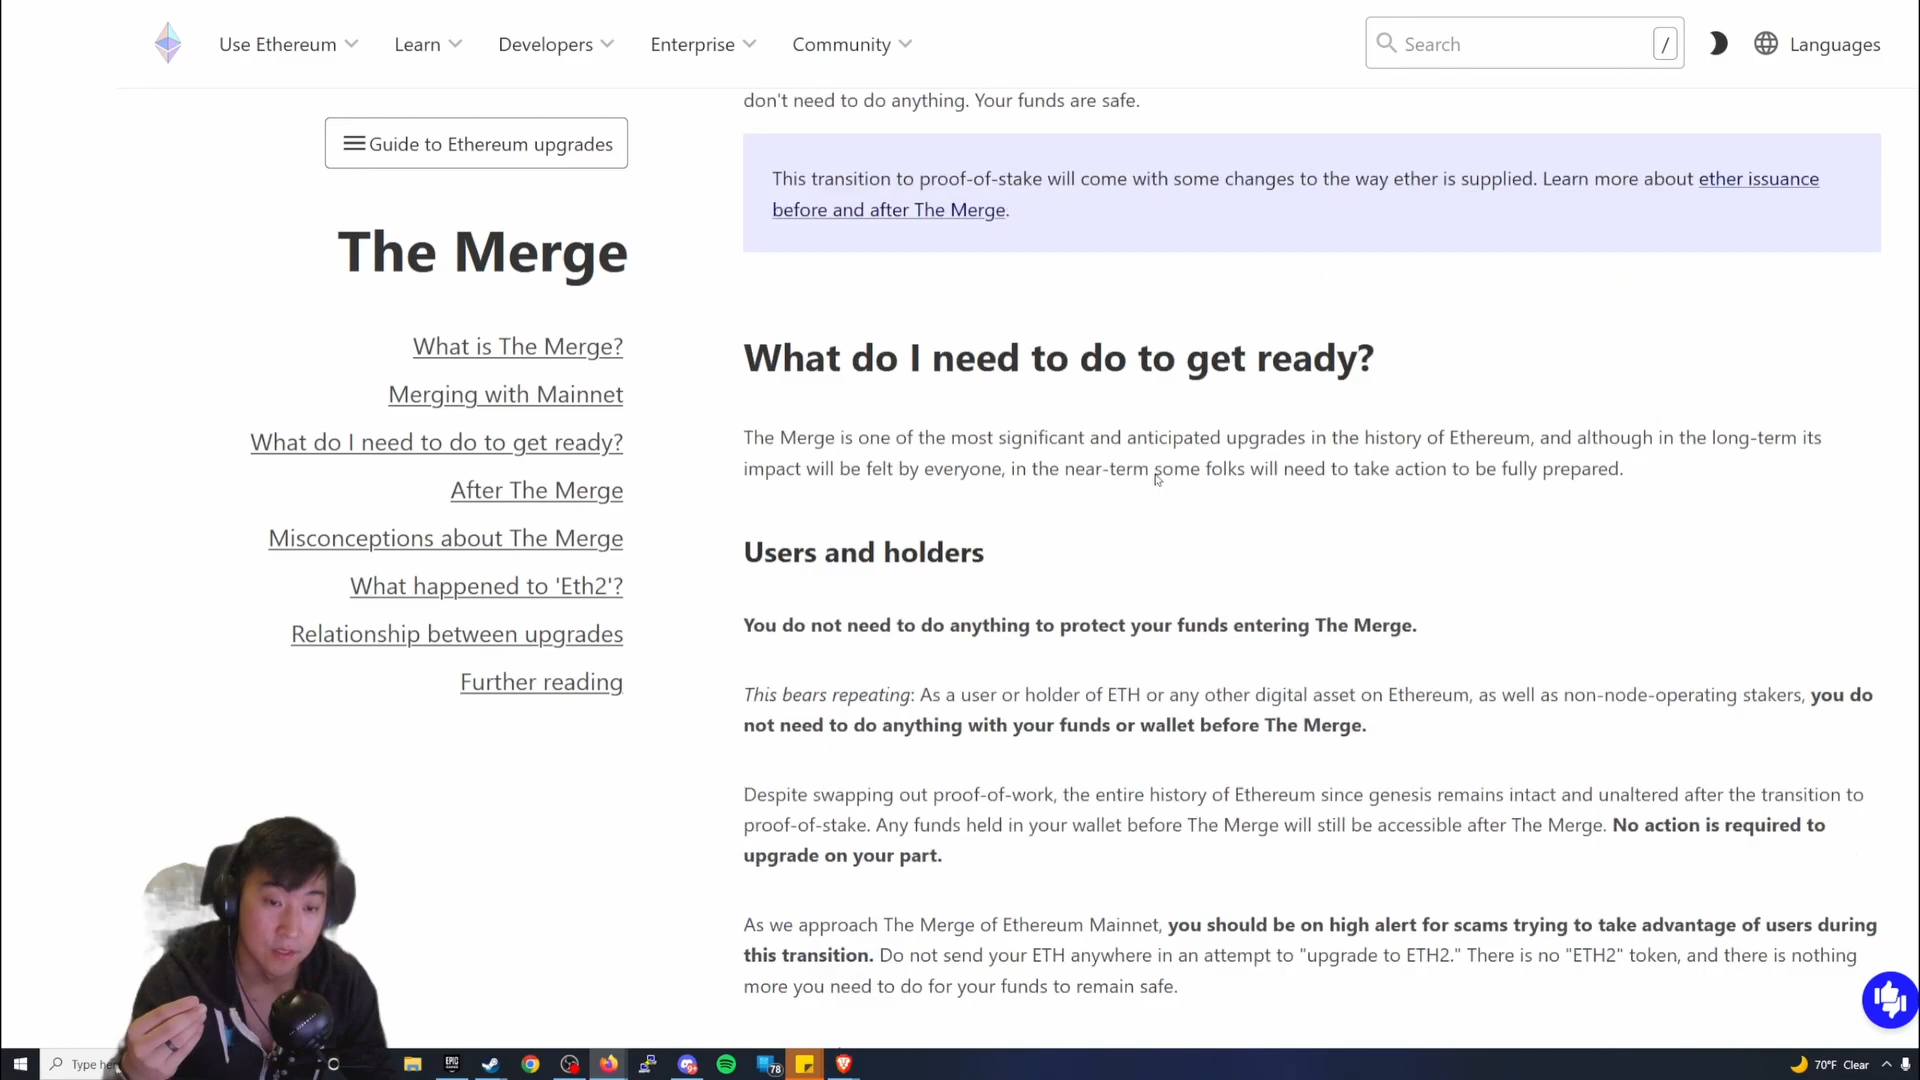 Use Ethereum
Learn
Developers
Enterprise
Community
Search
/
Languages
Guide to Ethereum upgrades
The Merge
What is The Merge?
Merging with Mainnet
What do I need to do to get ready?
After The Merge
Misconceptions about The Merge
What happened to 'Eth2'?
Relationship between upgrades
Further reading
don't need to do anything. Your funds are safe.
This transition to proof-of-stake will come with some changes to the way ether is supplied. Learn more about ether issuance
before and after The Merge.
What do I need to do to get ready?
The Merge is one of the most significant and anticipated upgrades in the history of Ethereum, and although in the long-term its
impact will be felt by everyone, in the near-term some folks will need to take action to be fully prepared.
Users and holders
You do not need to do anything to protect your funds entering The Merge.
This bears repeating: As a user or holder of ETH or any other digital asset on Ethereum, as well as non-node-operating stakers, you do
not need to do anything with your funds or wallet before The Merge.
Despite swapping out proof-of-work, the entire history of Ethereum since genesis remains intact and unaltered after the transition to
proof-of-stake. Any funds held in your wallet before The Merge will still be accessible after The Merge. No action is required to
upgrade on your part.
As we approach The Merge of Ethereum Mainnet, you should be on high alert for scams trying to take advantage of users during
this transition. Do not send your ETH anywhere in an attempt to "upgrade to ETH2." There is no "ETH2" token, and there is nothing
more you need to do for your funds to remain safe.
Type her
EPIC
78
70°F Clear